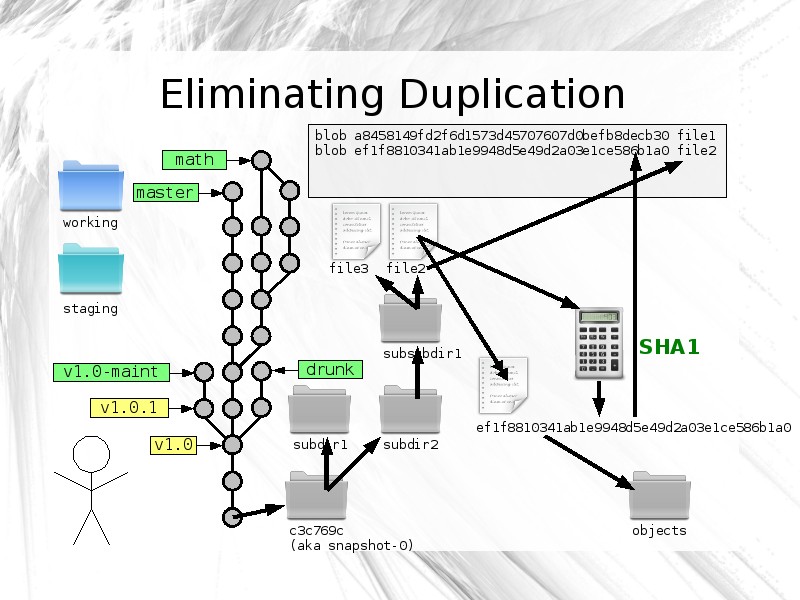 Eliminating Duplication
blob a8458149fd2f6d1573d45707607d0befb8decb30 file1
blob ef1f8810341ab1e9948d5e49d2a03e1ce586b1a0 file2
math
master
working
staging
file3
file2
subsubdir1
SHA1
v1.0-maint
drunk
v1.0.1
v1.0
subdir1
subdir2
ef1f8810341ab1e9948d5e49d2a03e1ce586b1a0
c3c769c
(aka snapshot-0)
objects